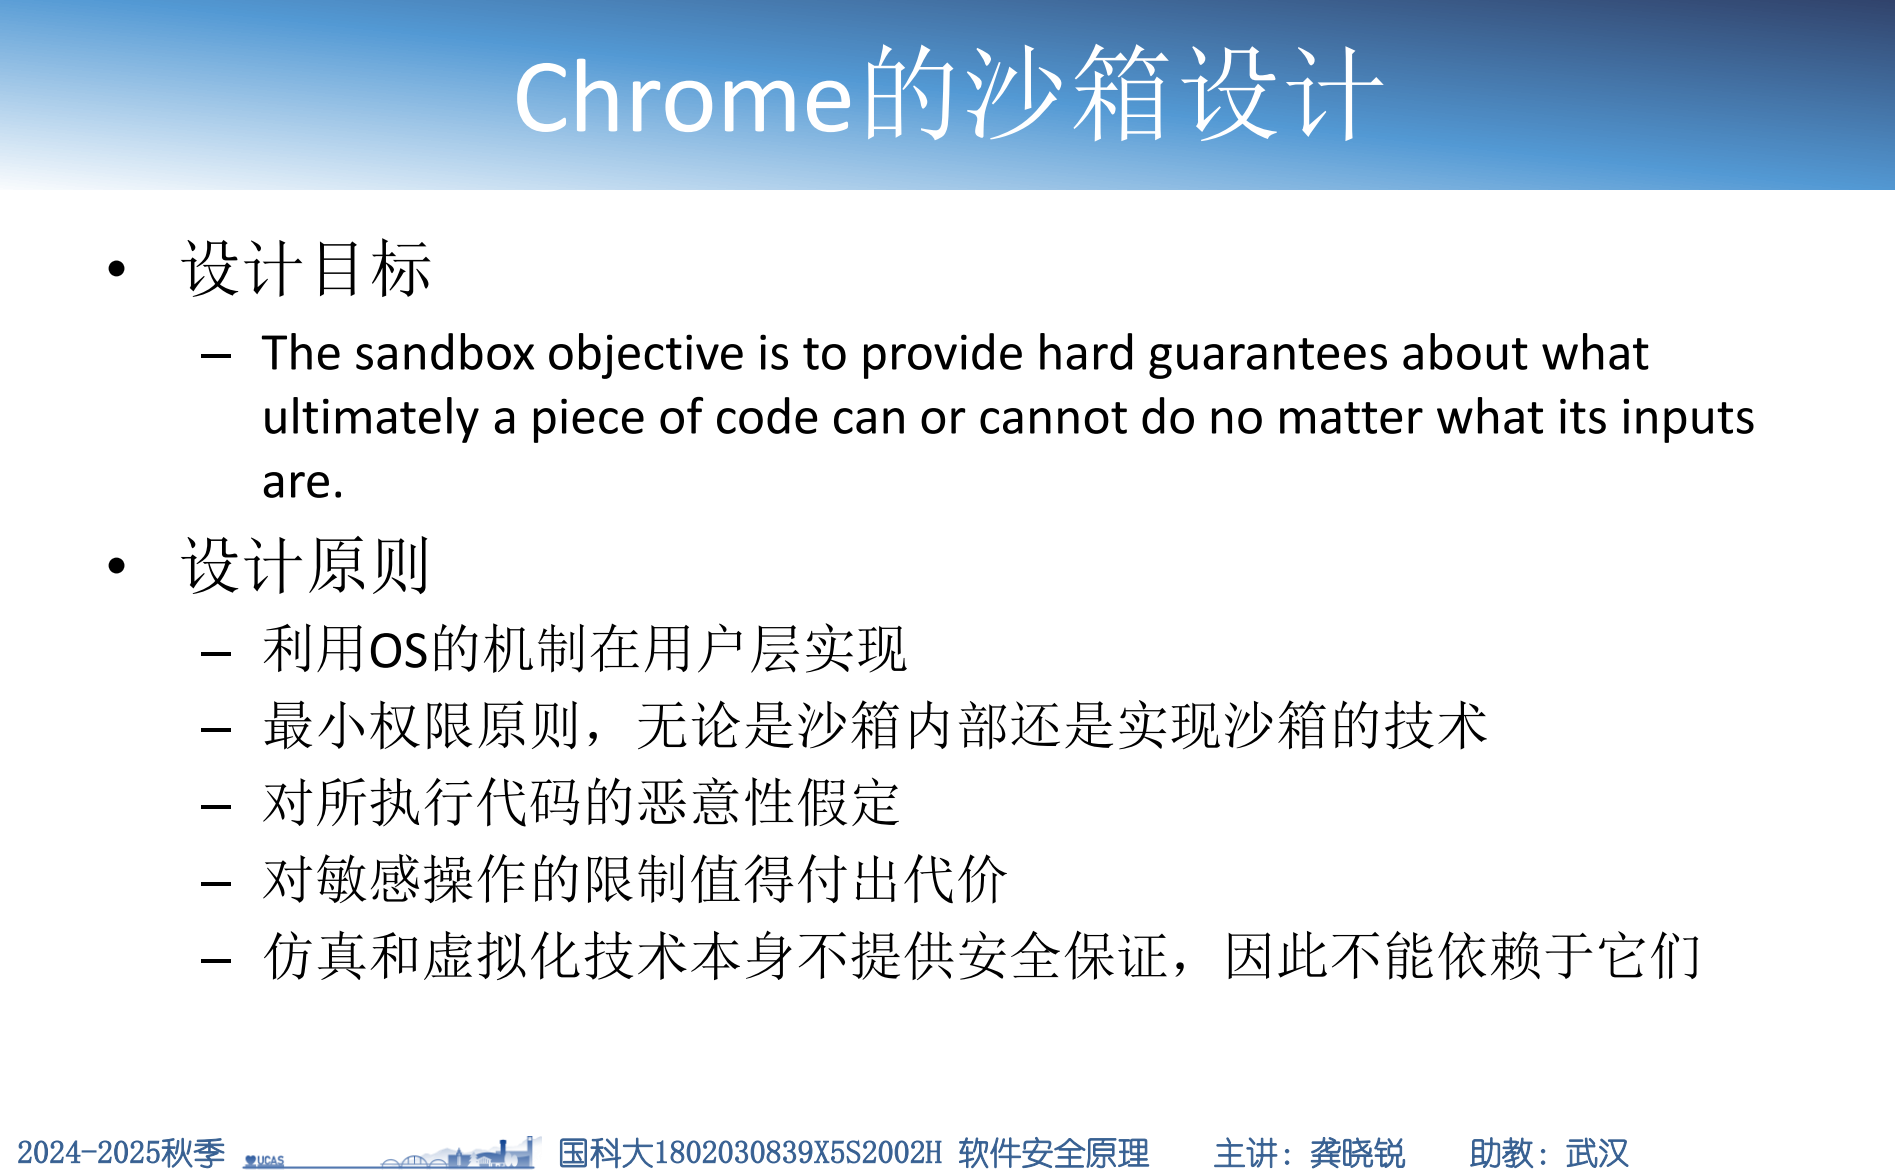 Chrome的沙箱设计
• 设计目标
– The sandbox objective is to provide hard guarantees about what
ultimately a piece of code can or cannot do no matter what its inputs
are.
• 设计原则
– 利用OS的机制在用户层实现
– 最小权限原则，无论是沙箱内部还是实现沙箱的技术
– 对所执行代码的恶意性假定
– 对敏感操作的限制值得付出代价
– 仿真和虚拟化技术本身不提供安全保证，因此不能依赖于它们
2024-2025秋季 UCAS 国科大1802030839X5S2002H 软件安全原理 主讲：龚晓锐 助教：武汉